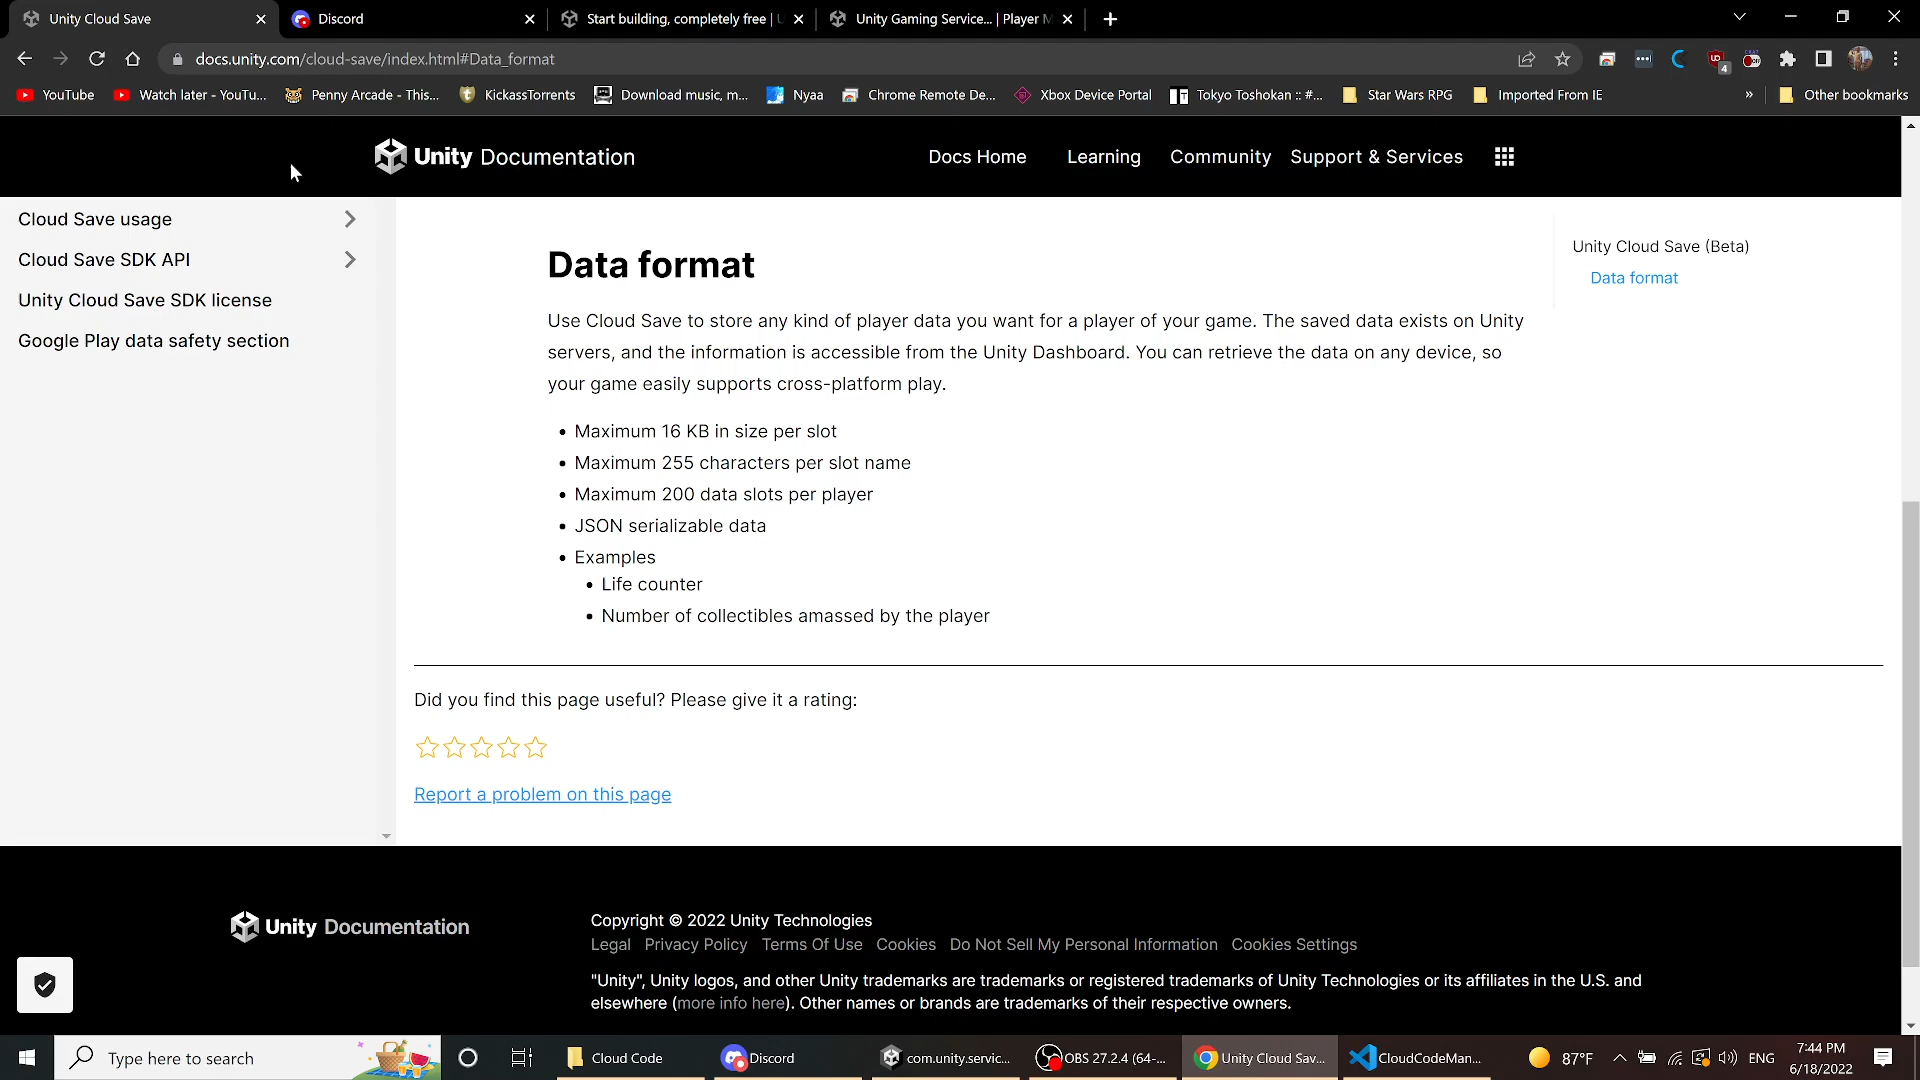 Unity Cloud Save
Discord
Start building, completely free | U
Unity Gaming Service... | Player M
docs.unity.com/cloud-save/index.html#Data_format
4
YouTube
Watch later - YouTu...
Penny Arcade - This...
KickassTorrents
Download music, m...
Nyaa
Chrome Remote De...
Xbox Device Portal
Tokyo Toshokan :: #...
Star Wars RPG
Imported From IE
»
Other bookmarks
Unity Documentation
Docs Home
Learning
Community
Support & Services
Cloud Save usage
Cloud Save SDK API
Unity Cloud Save SDK license
Google Play data safety section
Data format
Use Cloud Save to store any kind of player data you want for a player of your game. The saved data exists on Unity
servers, and the information is accessible from the Unity Dashboard. You can retrieve the data on any device, so
your game easily supports cross-platform play.
• Maximum 16 KB in size per slot
• Maximum 255 characters per slot name
• Maximum 200 data slots per player
• JSON serializable data
• Examples
• Life counter
• Number of collectibles amassed by the player
Unity Cloud Save (Beta)
Data format
Did you find this page useful? Please give it a rating:
Report a problem on this page
Unity Documentation
Copyright © 2022 Unity Technologies
Legal Privacy Policy Terms Of Use Cookies Do Not Sell My Personal Information Cookies Settings
"Unity", Unity logos, and other Unity trademarks are trademarks or registered trademarks of Unity Technologies or its affiliates in the U.S. and
elsewhere (more info here). Other names or brands are trademarks of their respective owners.
Type here to search
Cloud Code
Discord
com.unity.servic...
OBS 27.2.4 (64-...
Unity Cloud Sav...
CloudCodeMan...
87°F
ENG
7:44 PM
6/18/2022